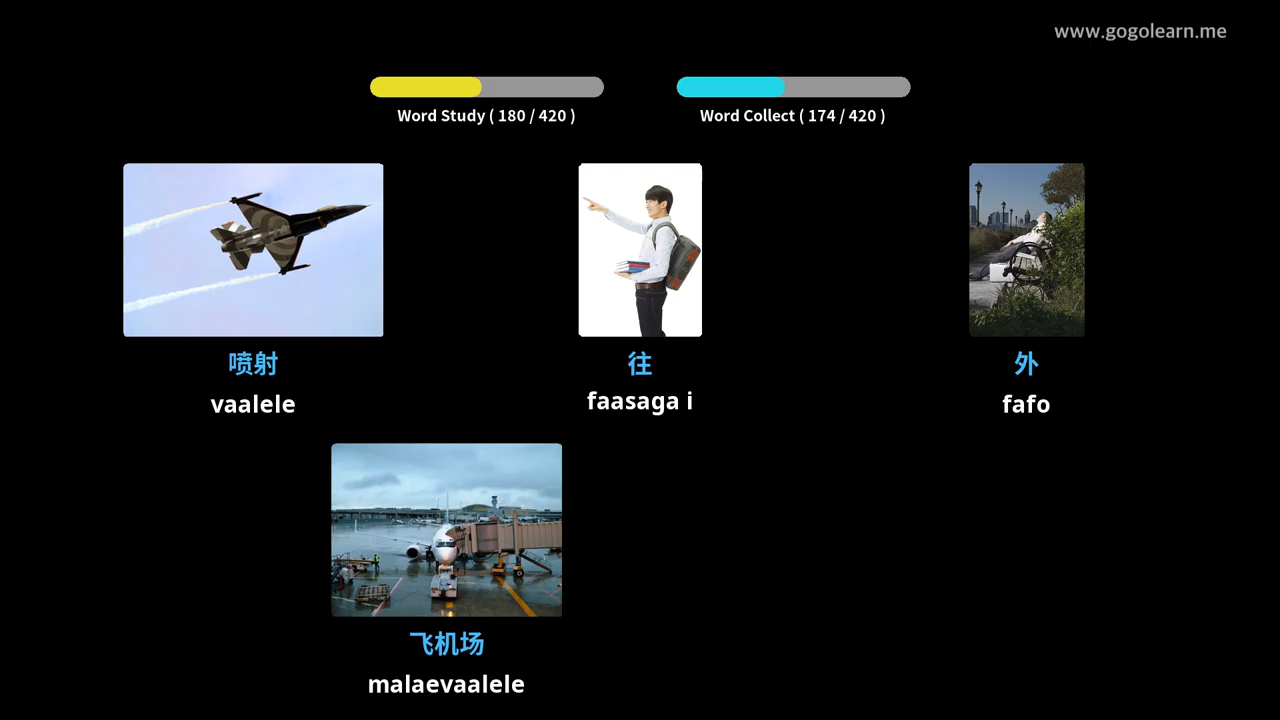 www.gogolearn.me
Word Study ( 180 / 420 )
Word Collect ( 174 / 420 )
喷射
往
外
vaalele
faasaga i
fafo
飞机场
malaevaalele